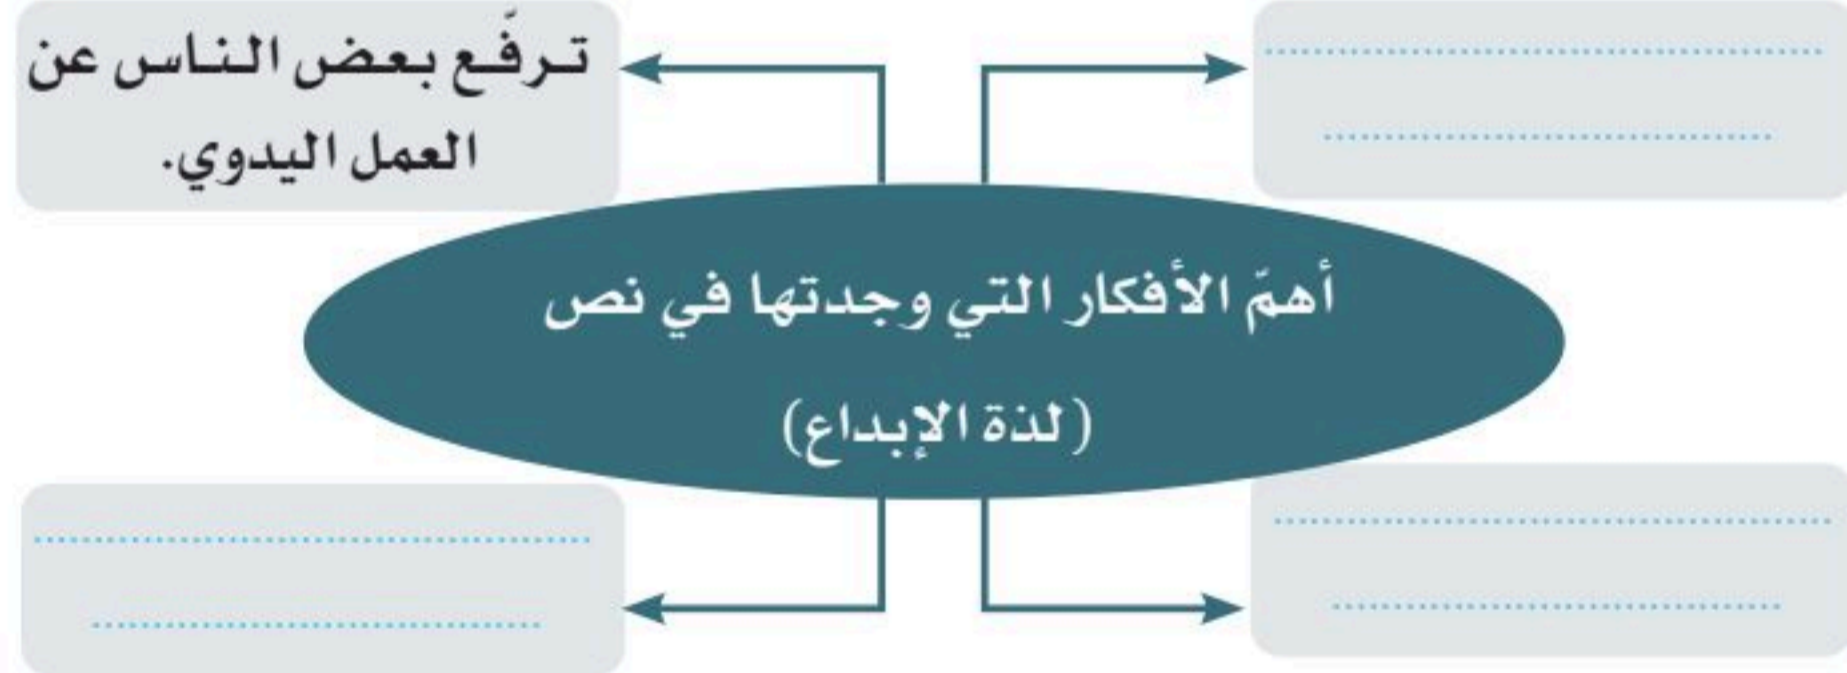 ترفّع بعض الناس عن
العمل اليدوي.
أهمّ الأفكار التي وجدتها في نص
(لذة الإبداع)